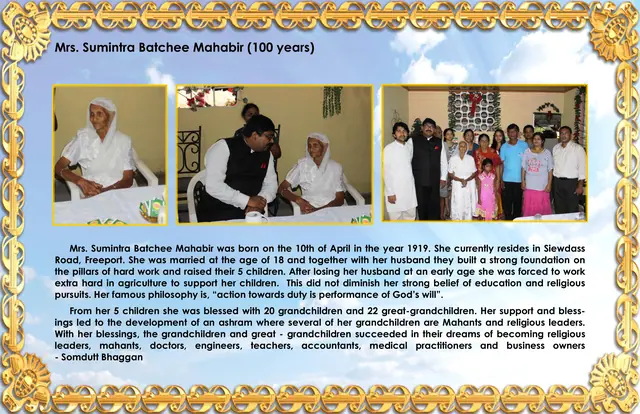 Mrs. Sumintra Batchee Mahabir (100 years)
Mrs. Sumintra Batchee Mahabir was born on the 10th of April in the year 1919. She currently resides in Siewdass
Road, Freeport. She was married at the age of 18 and together with her husband they built a strong foundation on
the pillars of hard work and raised their 5 children. After losing her husband at an early age she was forced to work
extra hard in agriculture to support her children.  This did not diminish her strong belief of education and religious
pursuits. Her famous philosophy is, “action towards duty is performance of God’s will”.
From her 5 children she was blessed with 20 grandchildren and 22 great-grandchildren. Her support and bless-
ings led to the development of an ashram where several of her grandchildren are Mahants and religious leaders.
With her blessings, the grandchildren and great - grandchildren succeeded in their dreams of becoming religious
leaders, mahants, doctors, engineers, teachers, accountants, medical practitioners and business owners
- Somdutt Bhaggan